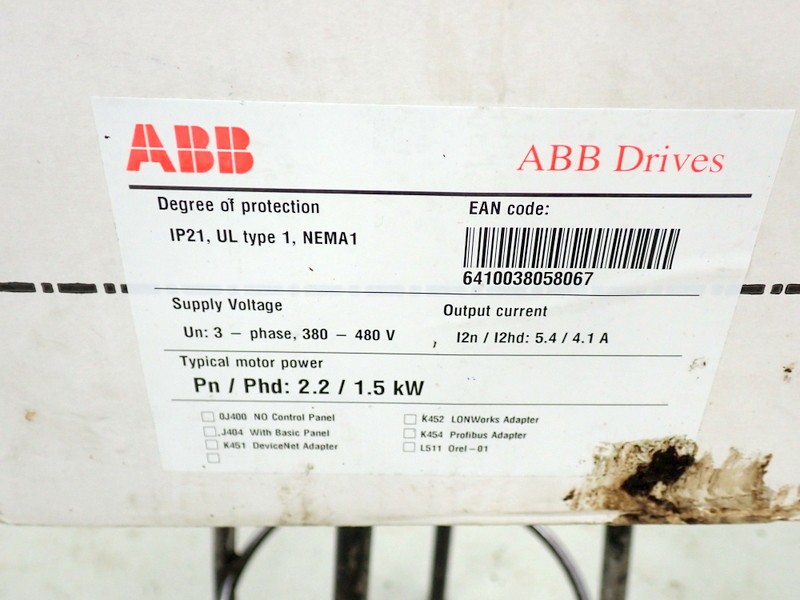 ABB
ABB Drives
Degree of protection
EAN code:
IP21, UL type 1, NEMA1
6410038058067
Supply Voltage
Output current
Un: 3 – phase, 380 – 480 V
I2n / I2hd: 5.4 / 4.1 A
Typical motor power
Pn / Phd: 2.2 / 1.5 kW
0J400 NO Control Panel
K452 LONWorks Adapter
J404 With Basic Panel
K454 Profibus Adapter
K451 DeviceNet Adapter
L511 Orel–01